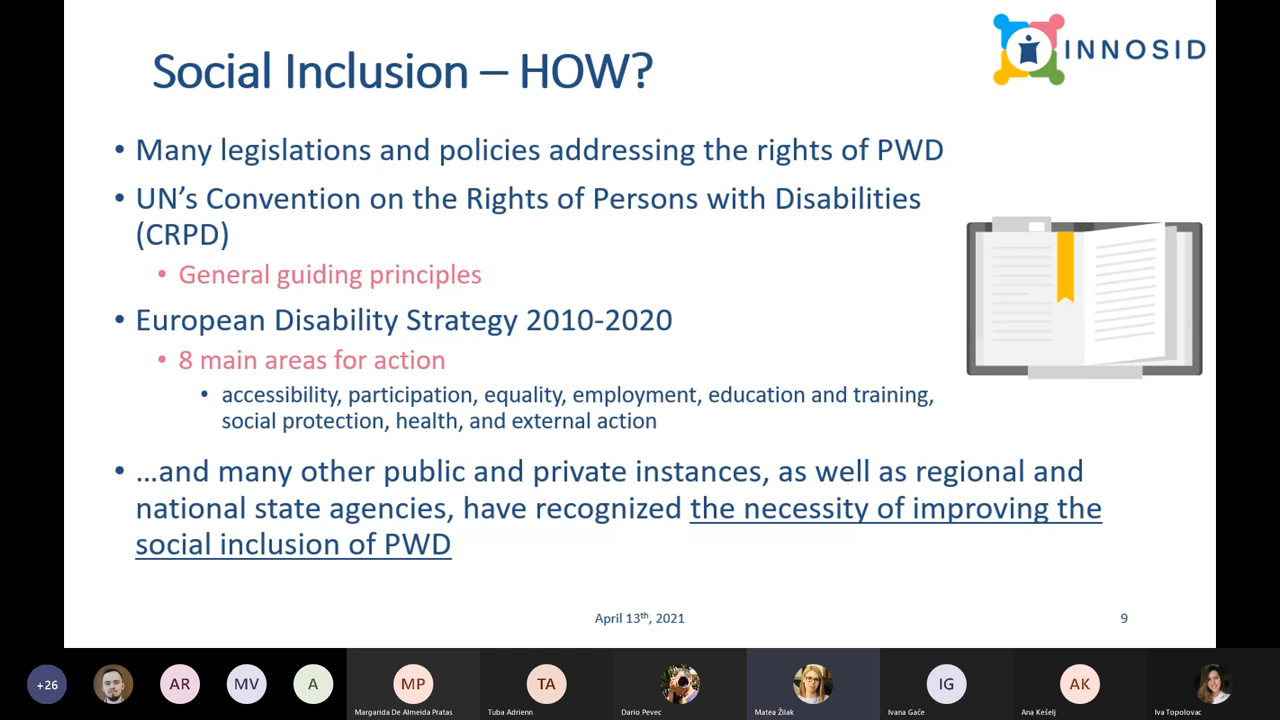 Social Inclusion – HOW?
INNOSID
• Many legislations and policies addressing the rights of PWD
• UN’s Convention on the Rights of Persons with Disabilities
(CRPD)
• General guiding principles
• European Disability Strategy 2010-2020
• 8 main areas for action
• accessibility, participation, equality, employment, education and training,
social protection, health, and external action
• …and many other public and private instances, as well as regional and
national state agencies, have recognized the necessity of improving the
social inclusion of PWD
April 13th, 2021
9
+26
AR
MV
A
MP
TA
IG
AK
Margarida De Almeida Pratas
Tuba Adrienn
Dario Pevec
Matea Žilak
Ivana Gače
Ana Kešelj
Iva Topolovac